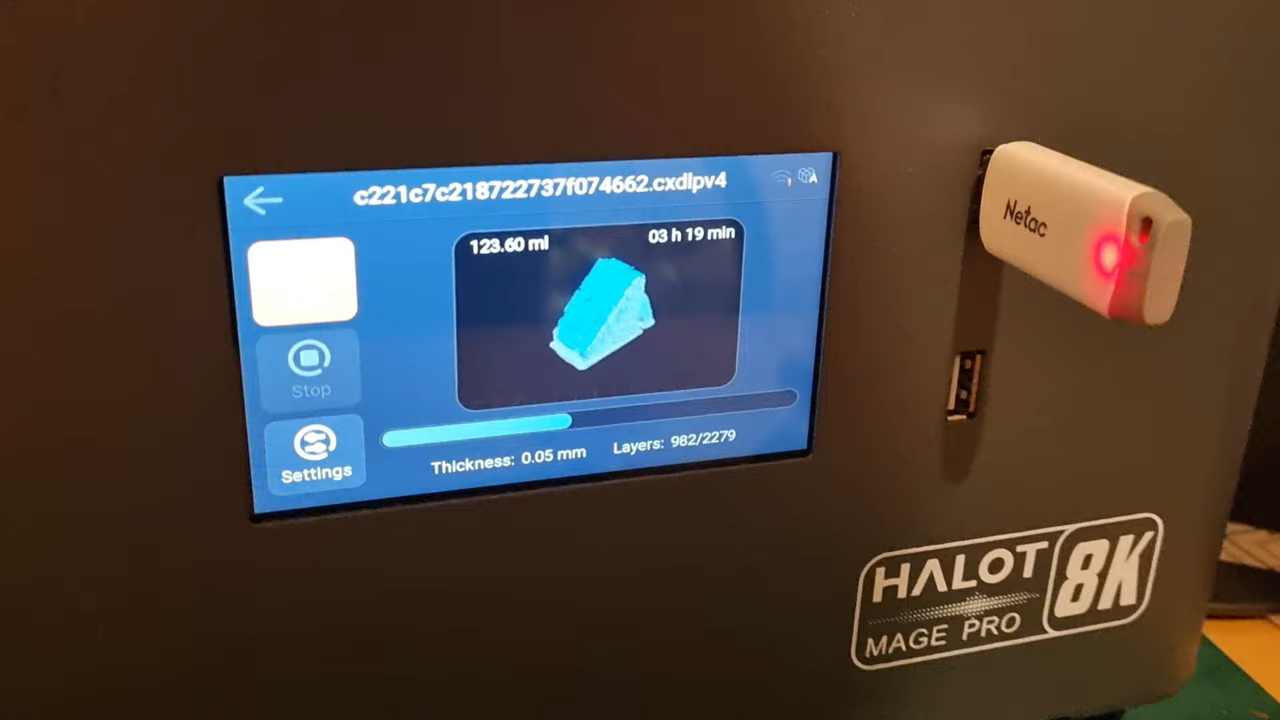 c221c7c218722737f074662.cxdlpv4
123.60 ml
03 h 19 min
Stop
Settings
Thickness: 0.05 mm
Layers: 982/2279
Netac
HALOT
MAGE PRO
8K